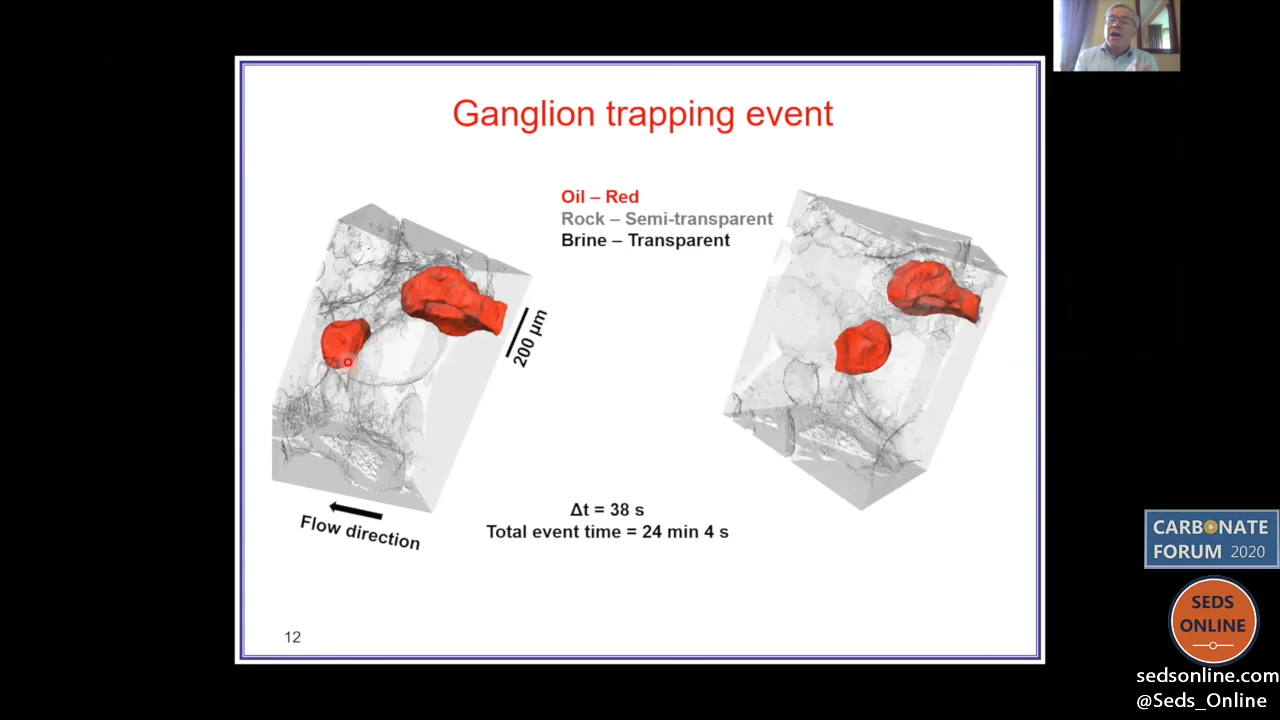 Ganglion trapping event
Oil – Red
Rock – Semi-transparent
Brine – Transparent
200 μm
Flow direction
Δt = 38 s
Total event time = 24 min 4 s
12
CARBONATE
FORUM 2020
SEDS
ONLINE
sedsonline.com
@Seds_Online